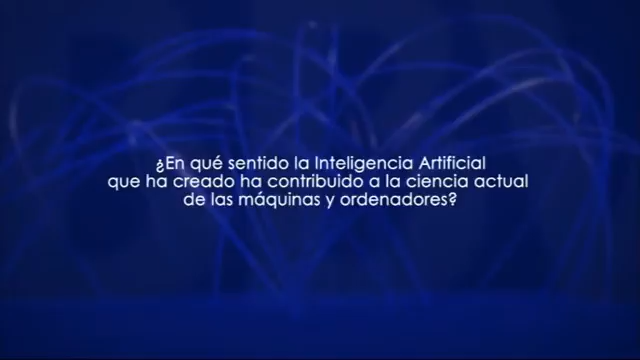 ¿En qué sentido la Inteligencia Artificial
que ha creado ha contribuido a la ciencia actual
de las máquinas y ordenadores?